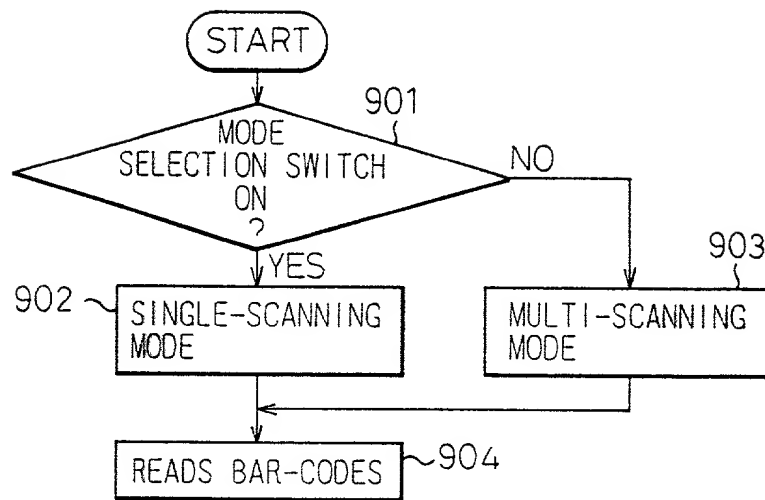 START
901
MODE
SELECTION SWITCH
ON
?
NO
YES
902
SINGLE-SCANNING
MODE
903
MULTI-SCANNING
MODE
READS BAR-CODES
904